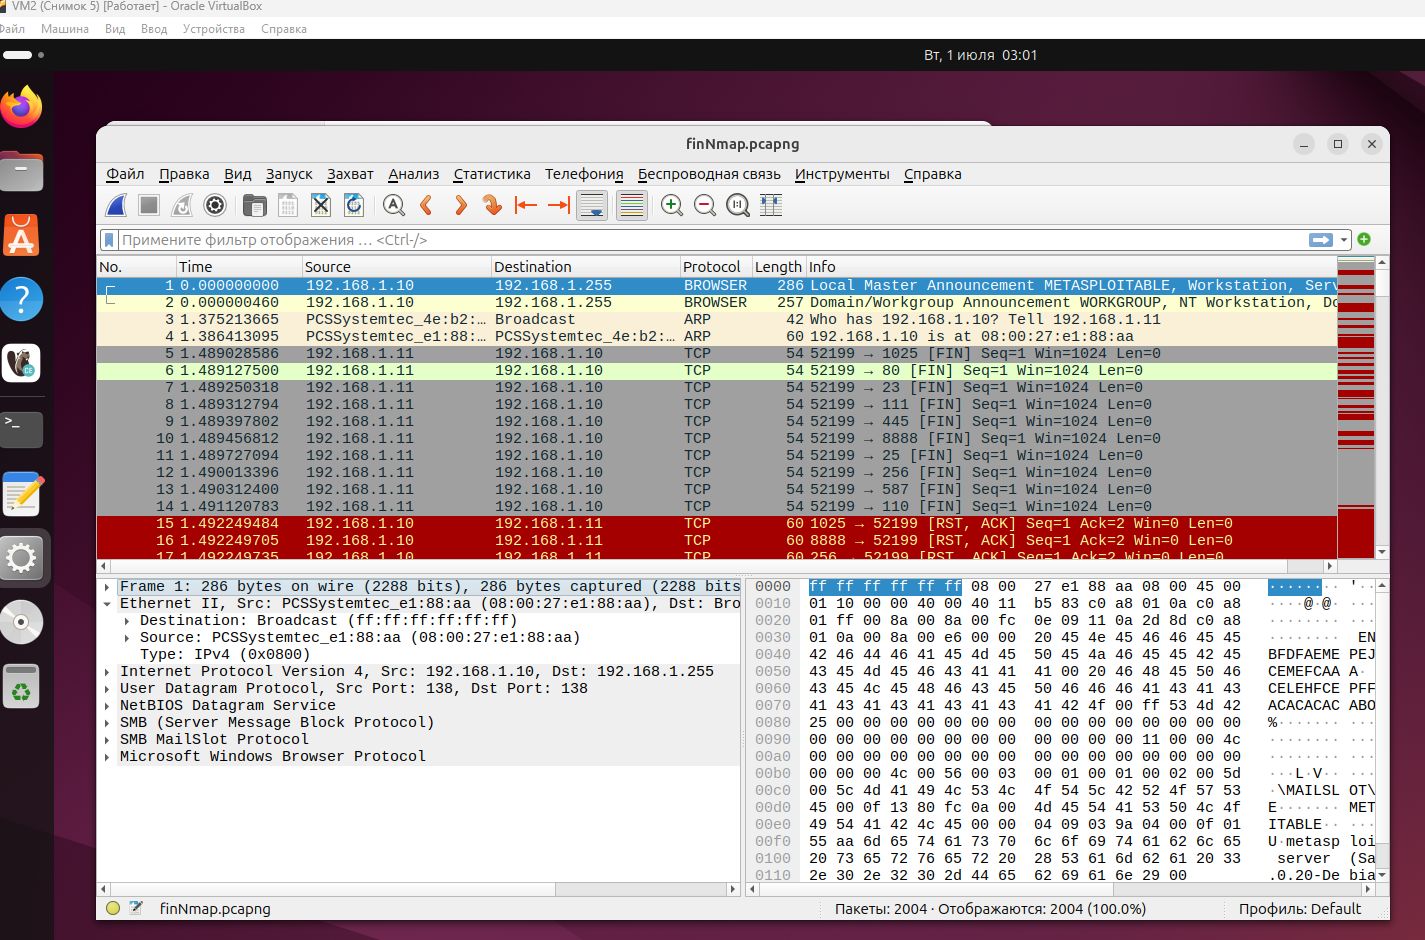 VM2 (Снимок 5) [Работает] - Oracle VirtualBox
Файл Машина Вид Ввод Устройства Справка
Вт, 1 июля 03:01
finNmap.pcapng
Файл Правка Вид Запуск Захват Анализ Статистика Телефония Беспроводная связь Инструменты Справка
Примените фильтр отображения … <Ctrl-/>
No. Time Source Destination Protocol Length Info
1 0.000000000 192.168.1.10 192.168.1.255 BROWSER 286 Local Master Announcement METASPLOITABLE, Workstation, Serv
2 0.000000460 192.168.1.10 192.168.1.255 BROWSER 257 Domain/Workgroup Announcement WORKGROUP, NT Workstation, Do
3 1.375213665 PCSSystemtec_4e:b2:… Broadcast ARP 42 Who has 192.168.1.10? Tell 192.168.1.11
4 1.386413095 PCSSystemtec_e1:88:… PCSSystemtec_4e:b2:… ARP 60 192.168.1.10 is at 08:00:27:e1:88:aa
5 1.489028586 192.168.1.11 192.168.1.10 TCP 54 52199 → 1025 [FIN] Seq=1 Win=1024 Len=0
6 1.489127500 192.168.1.11 192.168.1.10 TCP 54 52199 → 80 [FIN] Seq=1 Win=1024 Len=0
7 1.489250318 192.168.1.11 192.168.1.10 TCP 54 52199 → 23 [FIN] Seq=1 Win=1024 Len=0
8 1.489312794 192.168.1.11 192.168.1.10 TCP 54 52199 → 111 [FIN] Seq=1 Win=1024 Len=0
9 1.489397802 192.168.1.11 192.168.1.10 TCP 54 52199 → 445 [FIN] Seq=1 Win=1024 Len=0
10 1.489456812 192.168.1.11 192.168.1.10 TCP 54 52199 → 8888 [FIN] Seq=1 Win=1024 Len=0
11 1.489727094 192.168.1.11 192.168.1.10 TCP 54 52199 → 25 [FIN] Seq=1 Win=1024 Len=0
12 1.490013396 192.168.1.11 192.168.1.10 TCP 54 52199 → 256 [FIN] Seq=1 Win=1024 Len=0
13 1.490312400 192.168.1.11 192.168.1.10 TCP 54 52199 → 587 [FIN] Seq=1 Win=1024 Len=0
14 1.491120783 192.168.1.11 192.168.1.10 TCP 54 52199 → 110 [FIN] Seq=1 Win=1024 Len=0
15 1.492249484 192.168.1.10 192.168.1.11 TCP 60 1025 → 52199 [RST, ACK] Seq=1 Ack=2 Win=0 Len=0
16 1.492249705 192.168.1.10 192.168.1.11 TCP 60 8888 → 52199 [RST, ACK] Seq=1 Ack=2 Win=0 Len=0
17 1.492249735 192.168.1.10 192.168.1.11 TCP 60 256 → 52199 [RST, ACK] Seq=1 Ack=2 Win=0 Len=0
Frame 1: 286 bytes on wire (2288 bits), 286 bytes captured (2288 bits
Ethernet II, Src: PCSSystemtec_e1:88:aa (08:00:27:e1:88:aa), Dst: Bro
Destination: Broadcast (ff:ff:ff:ff:ff:ff)
Source: PCSSystemtec_e1:88:aa (08:00:27:e1:88:aa)
Type: IPv4 (0x0800)
Internet Protocol Version 4, Src: 192.168.1.10, Dst: 192.168.1.255
User Datagram Protocol, Src Port: 138, Dst Port: 138
NetBIOS Datagram Service
SMB (Server Message Block Protocol)
SMB MailSlot Protocol
Microsoft Windows Browser Protocol
0000 ff ff ff ff ff ff 08 00 27 e1 88 aa 08 00 45 00 ········ '·······
0010 01 10 00 00 40 00 40 11 b5 83 c0 a8 01 0a c0 a8 ····@·@· ········
0020 01 ff 00 8a 00 8a 00 fc 0e 09 11 0a 2d 8d c0 a8 ········ ····
0030 01 0a 00 8a 00 e6 00 00 20 45 4e 45 46 46 45 45 ········ EN
0040 42 46 44 46 41 45 4d 45 50 45 4a 46 45 45 42 45 BFDFAEME PEJ
0050 43 45 4d 45 46 43 41 41 41 00 20 46 48 45 50 46 CEMEFCAA A·
0060 43 45 4c 45 48 46 43 45 50 46 46 46 41 43 41 43 CELEHFCE PFF
0070 41 43 41 43 41 43 41 43 41 42 4f 00 ff 53 4d 42 ACACACAC ABO
0080 25 00 00 00 00 00 00 00 00 00 00 00 00 00 00 00 %······· ····
0090 00 00 00 00 00 00 00 00 00 00 00 00 11 00 00 4c ········ ····
00a0 00 00 00 00 00 00 00 00 00 00 00 00 00 00 00 00 ········ ····
00b0 00 00 00 4c 00 56 00 03 00 01 00 01 00 02 00 5d ···L·V·· ····
00c0 00 5c 4d 41 49 4c 53 4c 4f 54 5c 42 52 4f 57 53 ·\MAILSL OT\
00d0 45 00 0f 13 80 fc 0a 00 4d 45 54 41 53 50 4c 4f E······· MET
00e0 49 54 41 42 4c 45 00 00 04 09 03 9a 04 00 0f 01 ITABLE·· ····
00f0 55 aa 6d 65 74 61 73 70 6c 6f 69 74 61 62 6c 65 U·metasp loi
0100 20 73 65 72 76 65 72 20 28 53 61 6d 62 61 20 33 server (Sa
0110 2e 30 2e 32 30 2d 44 65 62 69 61 6e 29 00 .0.20-De bia
finNmap.pcapng
Пакеты: 2004 · Отображаются: 2004 (100.0%)
Профиль: Default